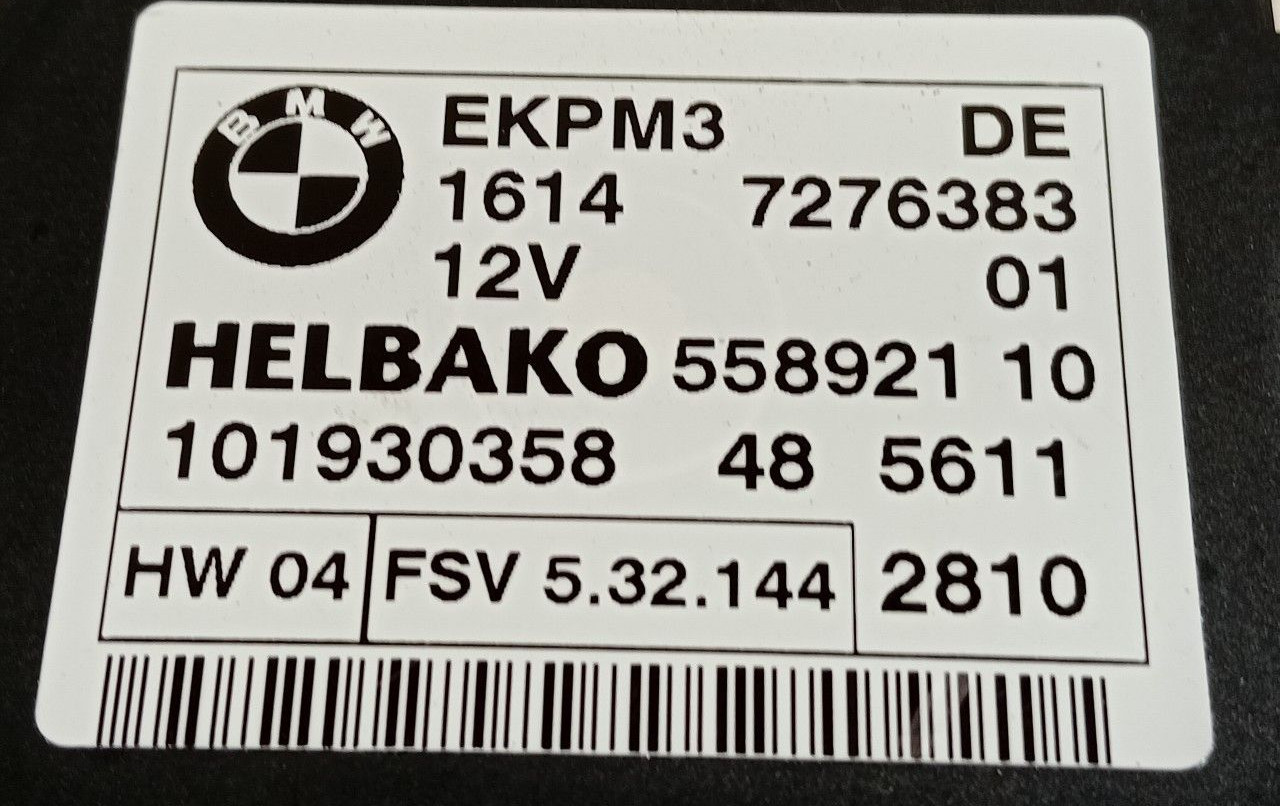 BMW
EKPM3 DE
1614 7276383
12V 01
HELBAKO 558921 10
101930358 48 5611
HW 04 FSV 5.32.144 2810